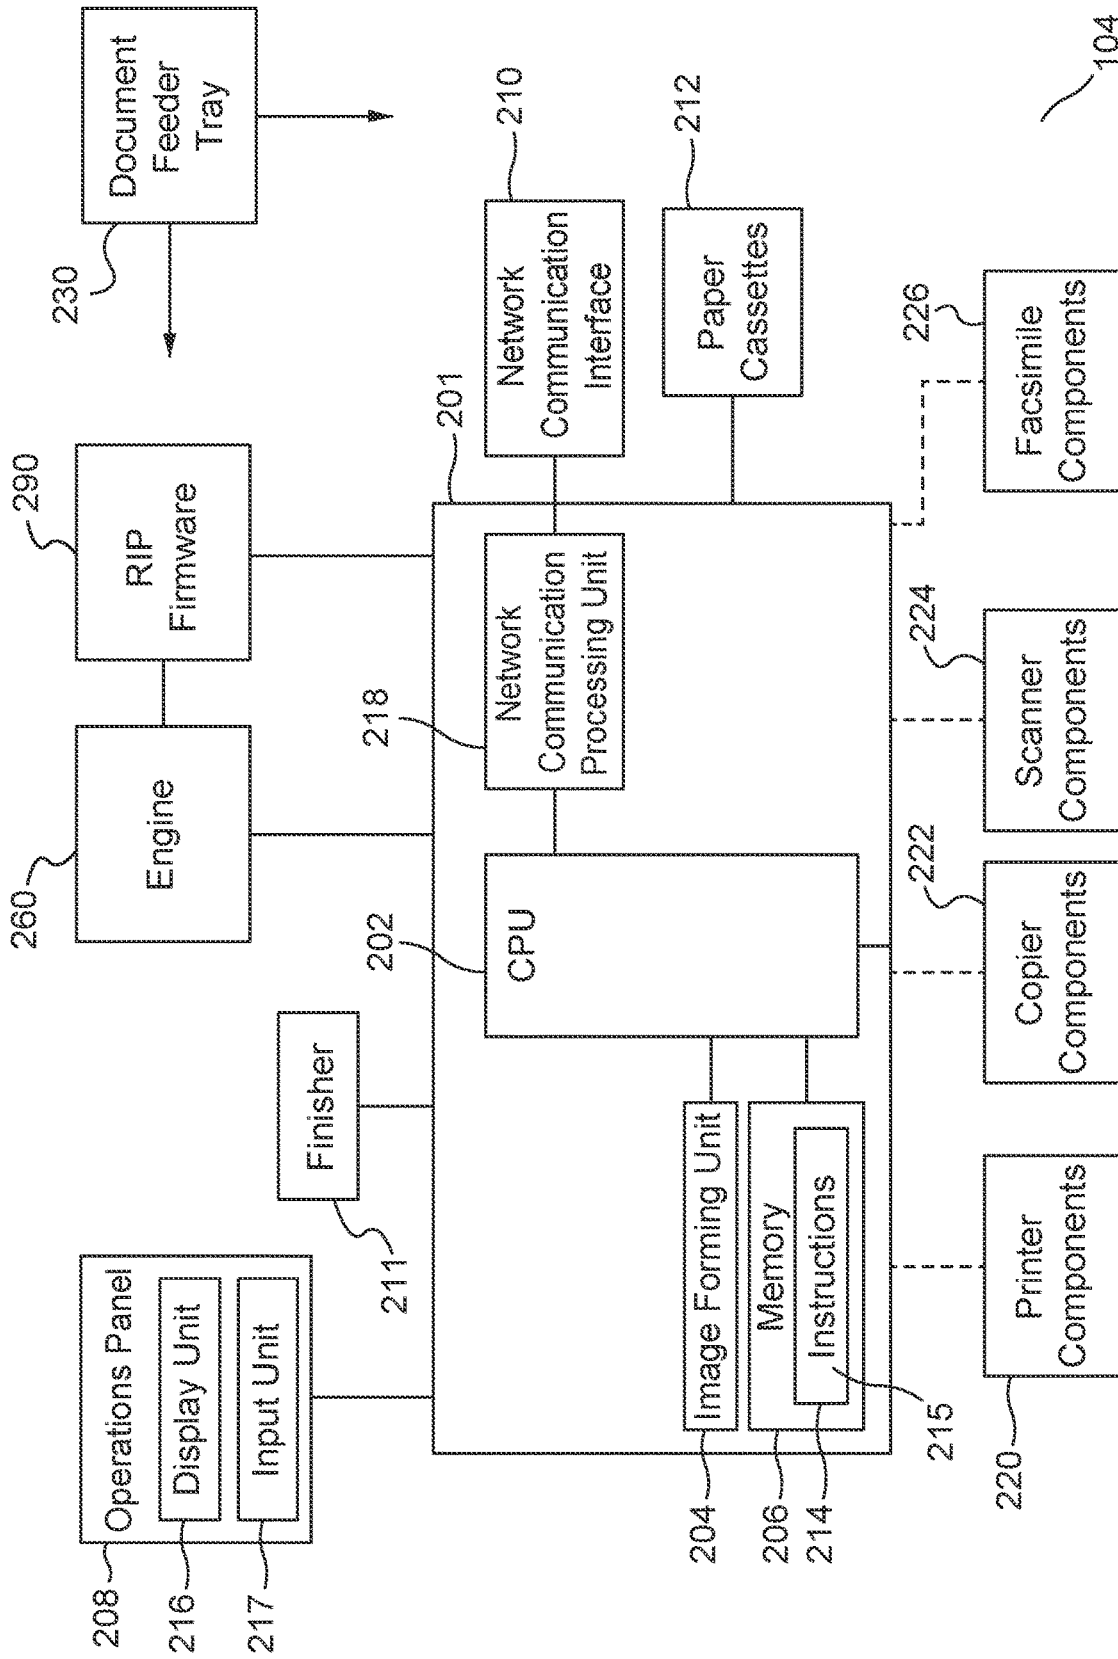 208
Operations Panel
216
Display Unit
217
Input Unit
211
Finisher
260
Engine
290
RIP
Firmware
230
Document
Feeder
Tray
201
202
CPU
218
Network
Communication
Processing Unit
Network
Communication
Interface
210
Paper
Cassettes
212
204
Image Forming Unit
206
Memory
214
Instructions
215
220
Printer
Components
222
Copier
Components
224
Scanner
Components
226
Facsimile
Components
104